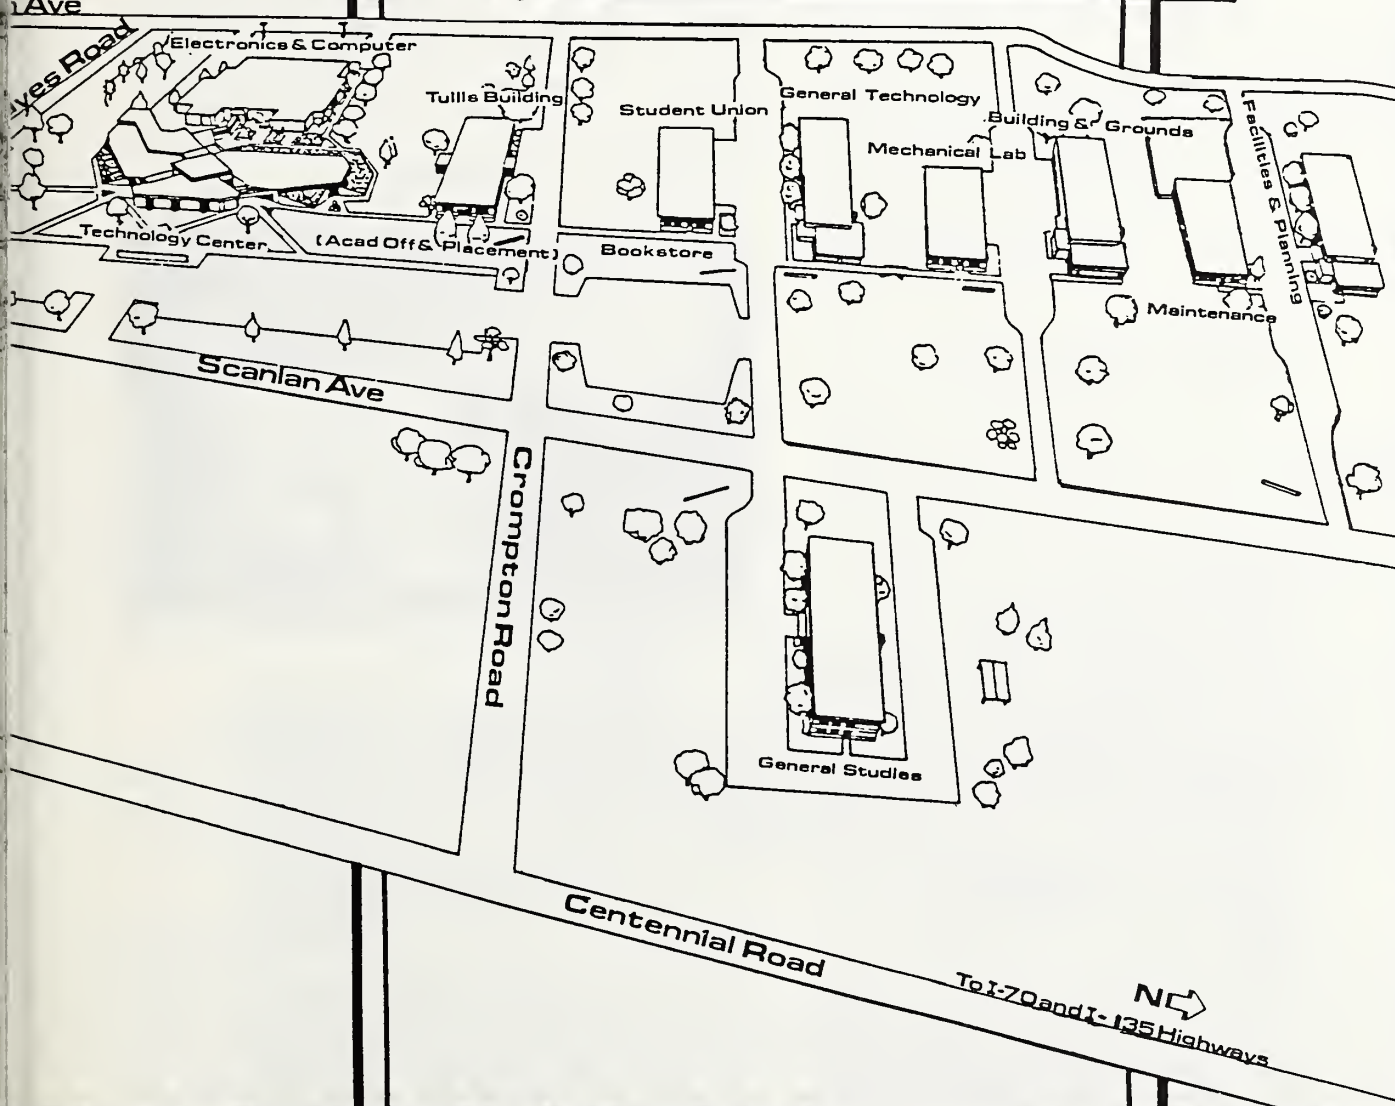 Ave
Road
Electronics & Computer
Tullis Building
Student Union
General Technology
Building & Grounds
Mechanical Lab
Facilities & Planning
Technology Center
(Acad Off & Placement)
Bookstore
Maintenance
Scanlan Ave
Crompton Road
General Studies
Centennial Road
To I-70 and I-135 Highways
N